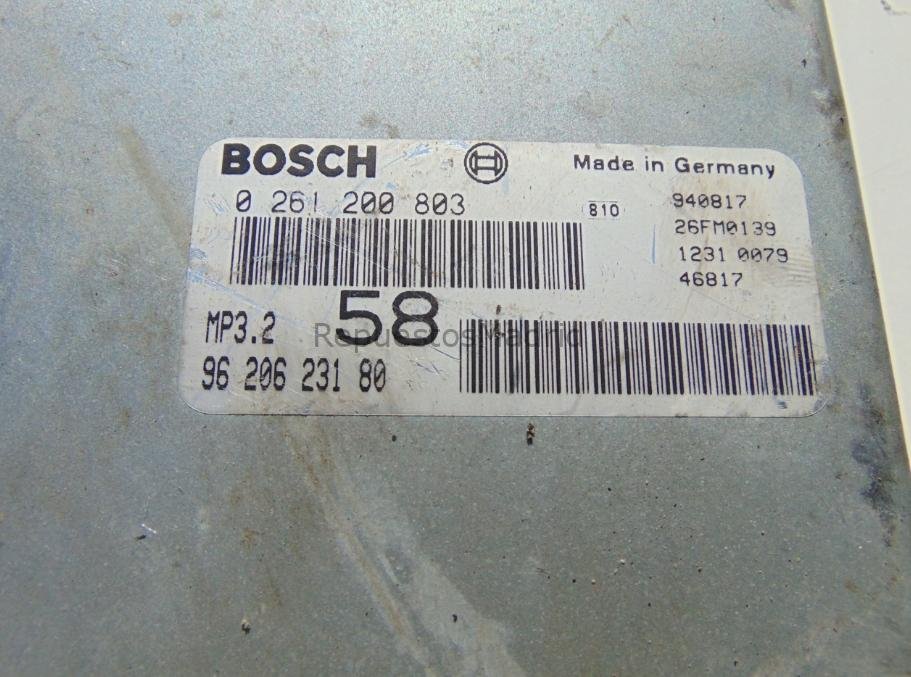 BOSCH
Made in Germany
0 261 200 803
810
940817
26FM0139
1231 0079
46817
58
MP3.2
RepuestosMadrid
96 206 231 80